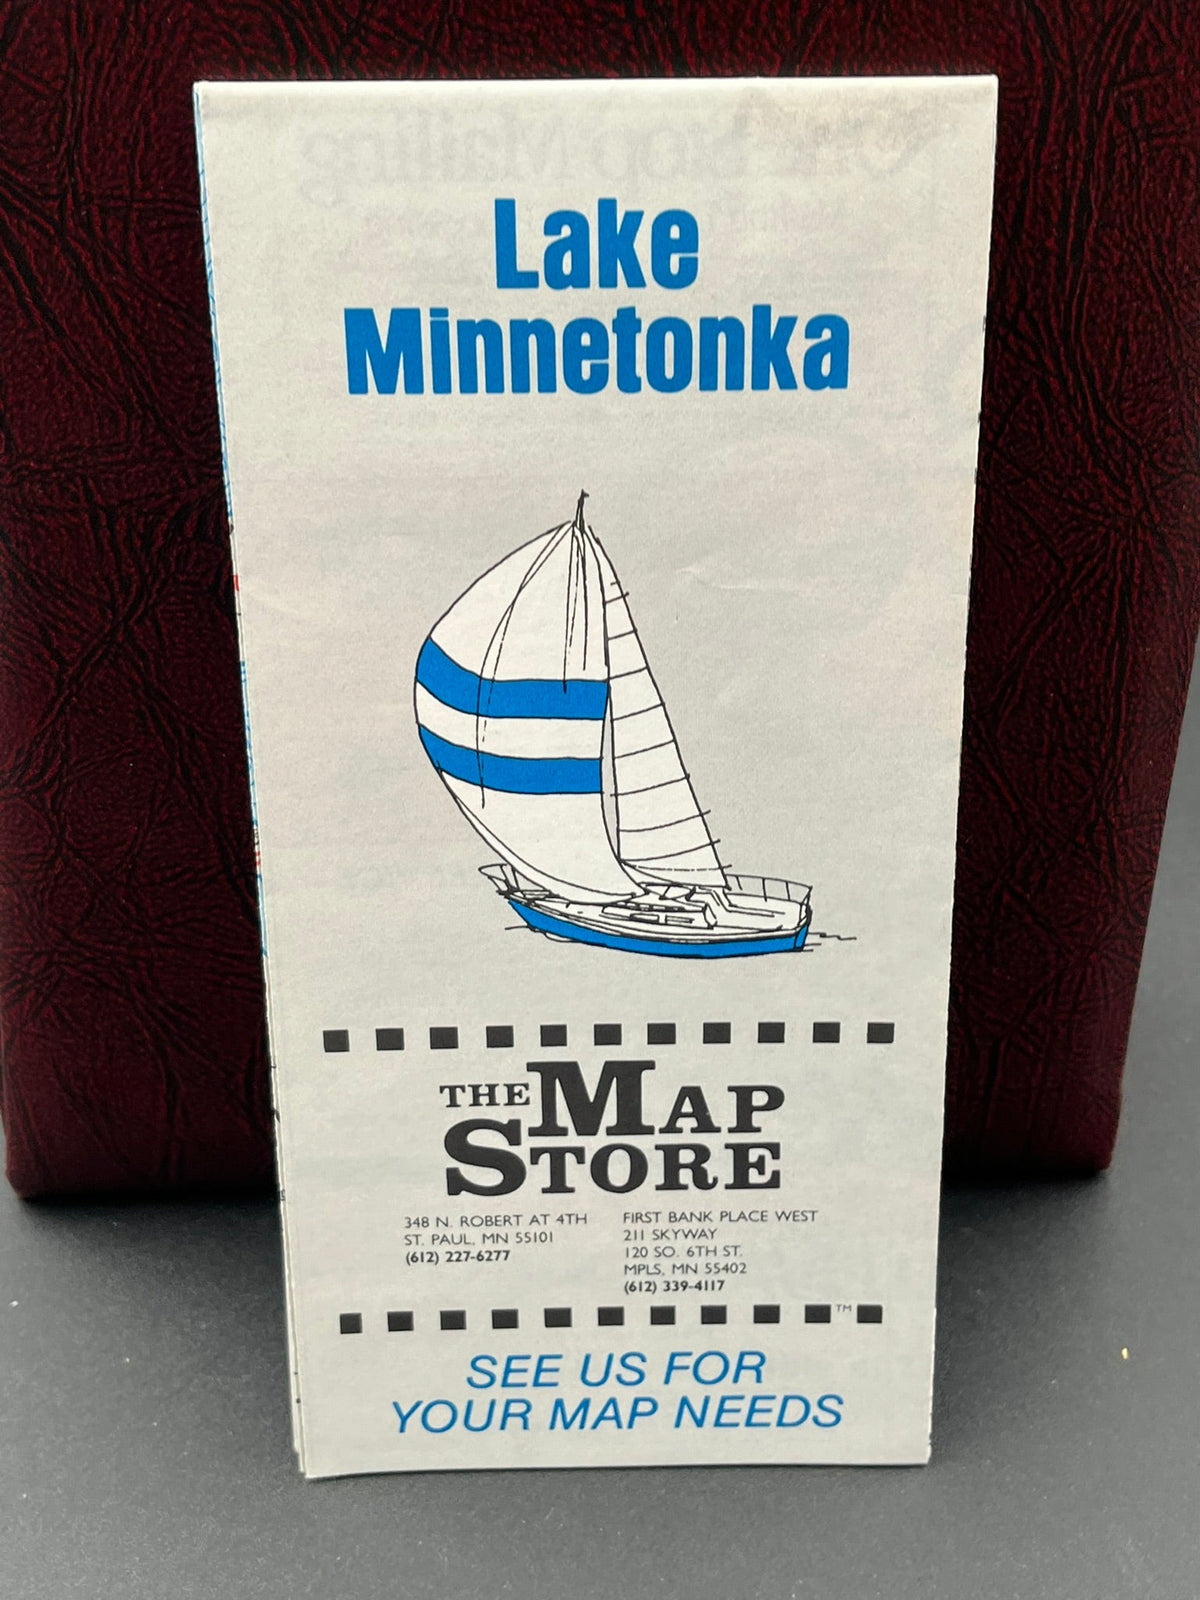 Lake
Minnetonka
THE MAP
STORE
348 N. ROBERT AT 4TH
ST. PAUL, MN 55101
(612) 227-6277
FIRST BANK PLACE WEST
211 SKYWAY
120 SO. 6TH ST.
MPLS, MN 55402
(612) 339-4117
TM
SEE US FOR
YOUR MAP NEEDS